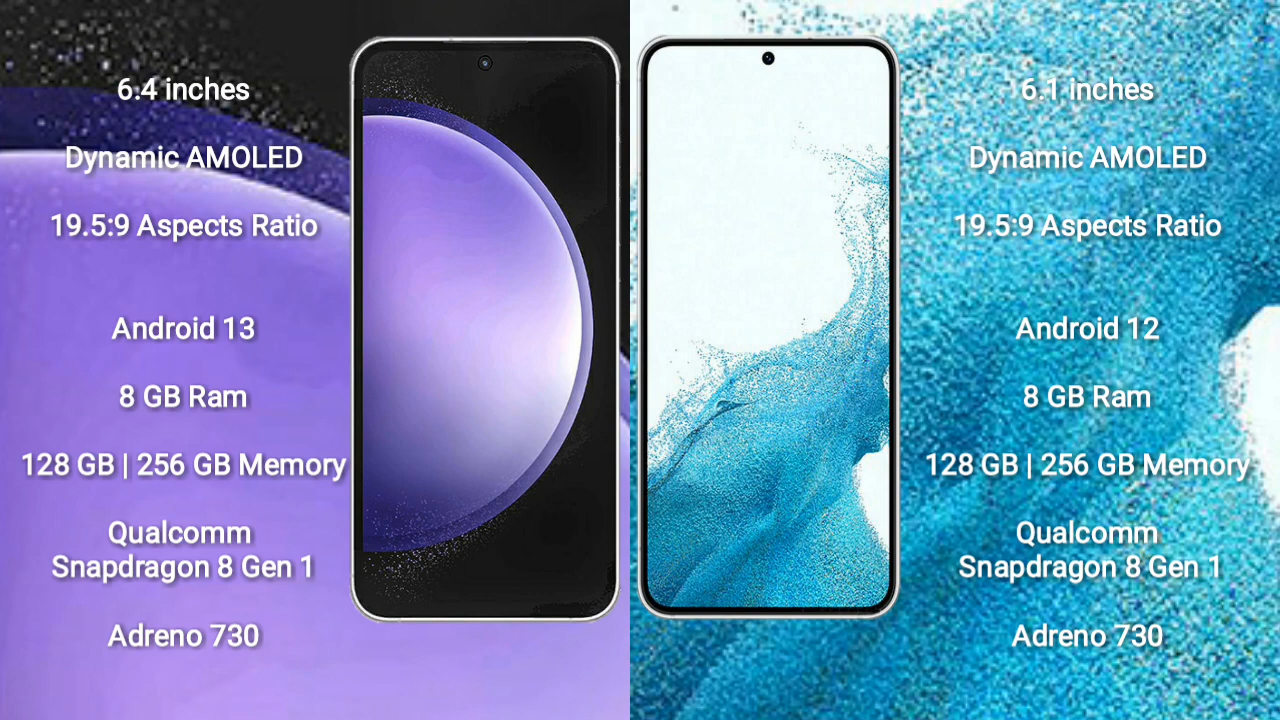 6.4 inches
Dynamic AMOLED
19.5:9 Aspects Ratio
Android 13
8 GB Ram
128 GB | 256 GB Memory
Qualcomm
Snapdragon 8 Gen 1
Adreno 730
6.1 inches
Dynamic AMOLED
19.5:9 Aspects Ratio
Android 12
8 GB Ram
128 GB | 256 GB Memory
Qualcomm
Snapdragon 8 Gen 1
Adreno 730